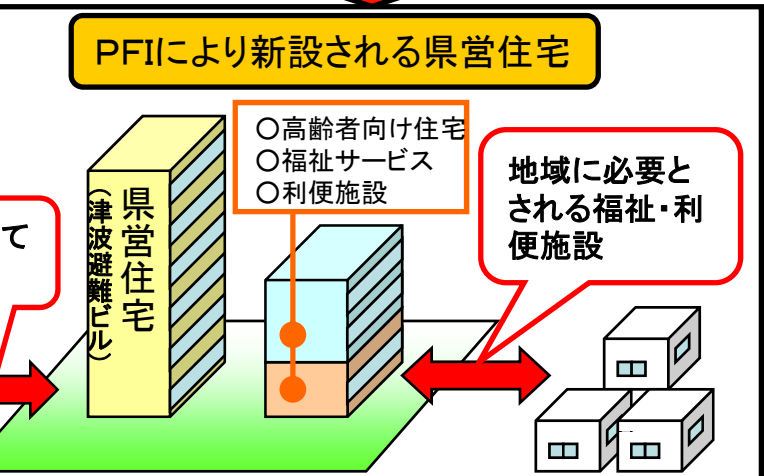 PFIにより新設される県営住宅
○高齢者向け住宅
○福祉サービス
○利便施設
地域に必要と
される福祉・利
便施設
て
県営住宅
（津波避難ビル）